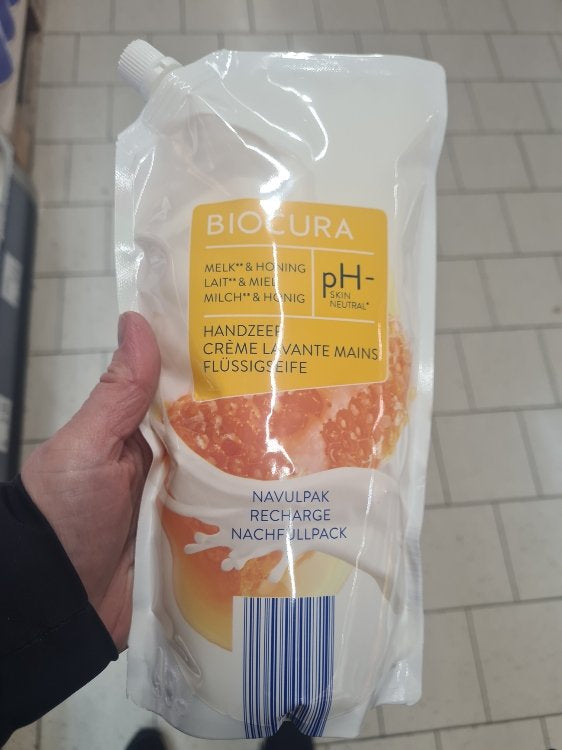 BIOCURA
MELK** & HONING
LAIT** & MIEL
MILCH** & HONIG
pH-
SKIN
NEUTRAL*
HANDZEEP
CRÈME LAVANTE MAINS
FLÜSSIGSEIFE
NAVULPAK
RECHARGE
NACHFÜLLPACK